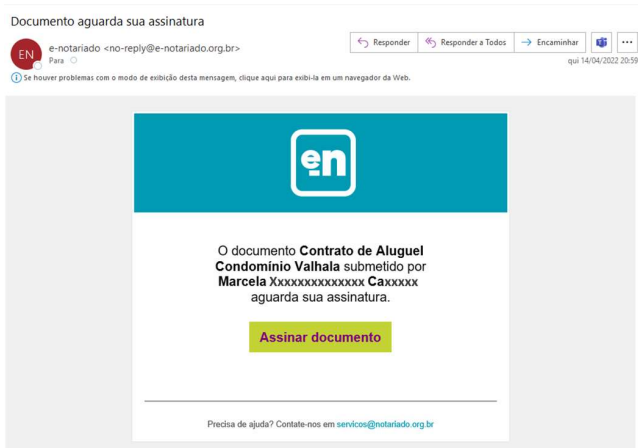 Documento aguarda sua assinatura
EN
e-notariado <no-reply@e-notariado.org.br>
Para
Responder
Responder a Todos
Encaminhar
qui 14/04/2022 20:59
Se houver problemas com o modo de exibição desta mensagem, clique aqui para exibi-la em um navegador da Web.
en
O documento Contrato de Aluguel
Condomínio Valhala submetido por
Marcela Xxxxxxxxxxxxx Caxxxxx
aguarda sua assinatura.
Assinar documento
Precisa de ajuda? Contate-nos em servicos@notariado.org.br